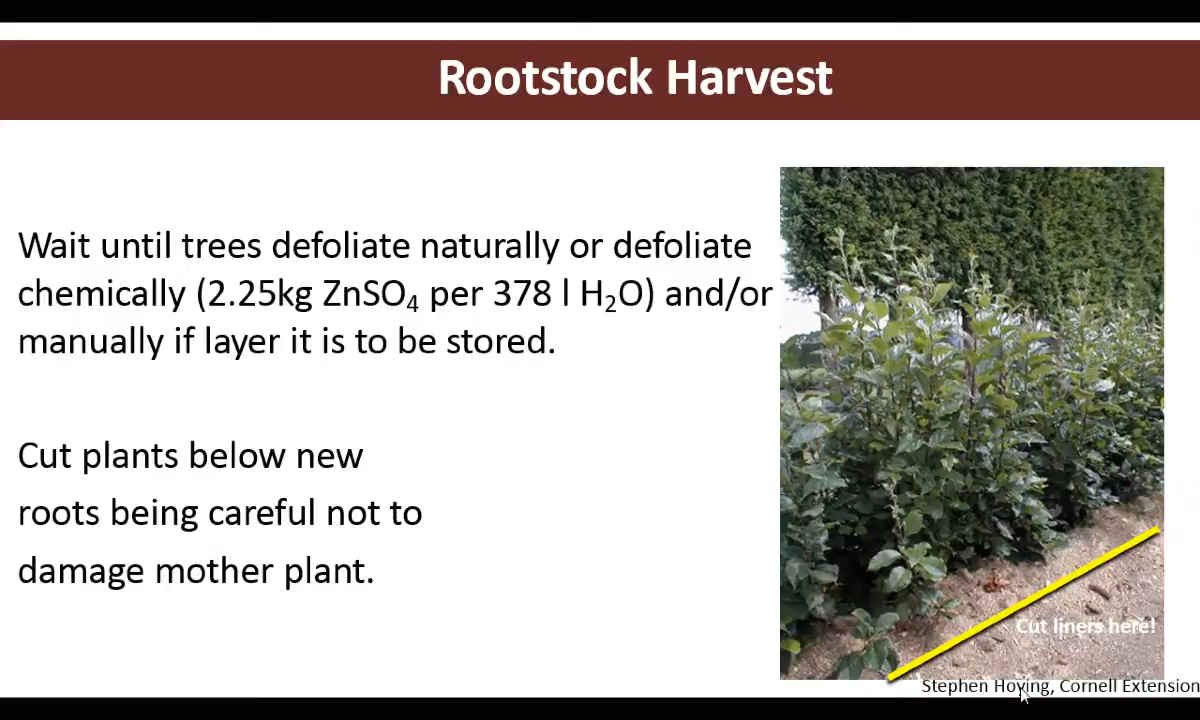 Rootstock Harvest
Wait until trees defoliate naturally or defoliate
chemically (2.25kg ZnSO₄ per 378 l H₂O) and/or
manually if layer it is to be stored.
Cut plants below new
roots being careful not to
damage mother plant.
Cut liners here!
Stephen Hoying, Cornell Extension